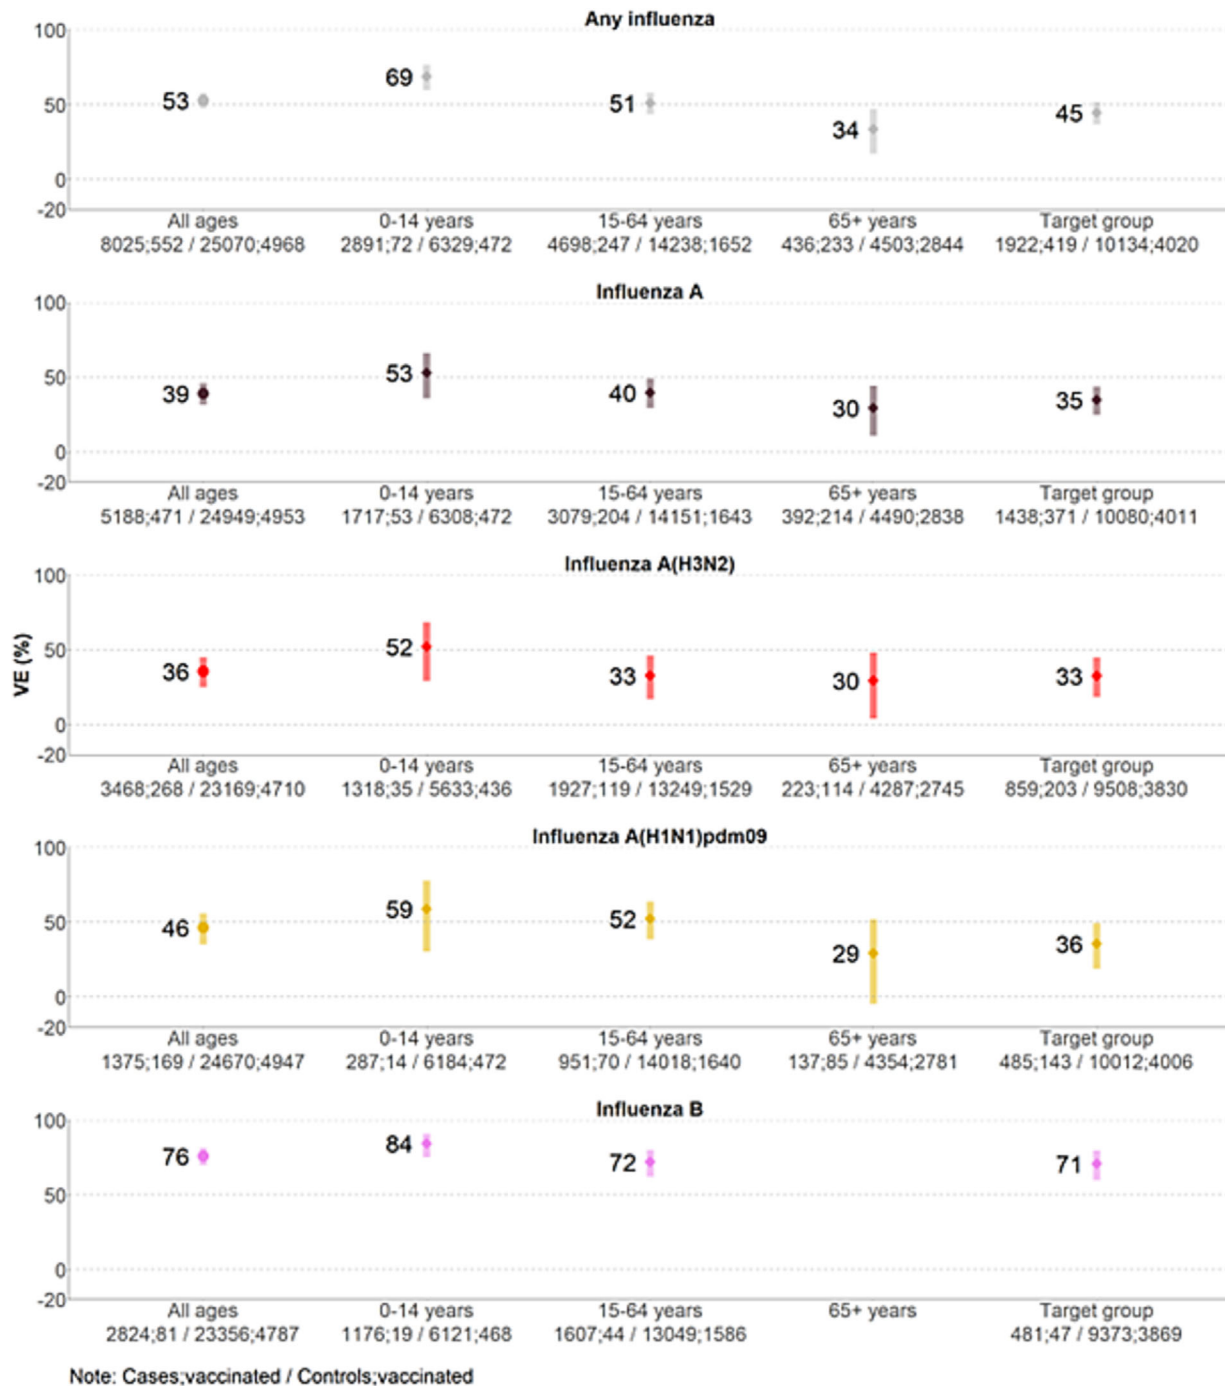 Any influenza
100
50
0
-20
53
69
51
34
45
All ages 0-14 years 15-64 years 65+ years Target group
8025;552 / 25070;4968 2891;72 / 6329;472 4698;247 / 14238;1652 436;233 / 4503;2844 1922;419 / 10134;4020
Influenza A
100
50
0
-20
39
53
40
30
35
All ages 0-14 years 15-64 years 65+ years Target group
5188;471 / 24949;4953 1717;53 / 6308;472 3079;204 / 14151;1643 392;214 / 4490;2838 1438;371 / 10080;4011
Influenza A(H3N2)
VE (%)
100
50
0
-20
36
52
33
30
33
All ages 0-14 years 15-64 years 65+ years Target group
3468;268 / 23169;4710 1318;35 / 5633;436 1927;119 / 13249;1529 223;114 / 4287;2745 859;203 / 9508;3830
Influenza A(H1N1)pdm09
100
50
0
-20
46
59
52
29
36
All ages 0-14 years 15-64 years 65+ years Target group
1375;169 / 24670;4947 287;14 / 6184;472 951;70 / 14018;1640 137;85 / 4354;2781 485;143 / 10012;4006
Influenza B
100
50
0
-20
76
84
72
71
All ages 0-14 years 15-64 years 65+ years Target group
2824;81 / 23356;4787 1176;19 / 6121;468 1607;44 / 13049;1586 481;47 / 9373;3869
Note: Cases;vaccinated / Controls;vaccinated